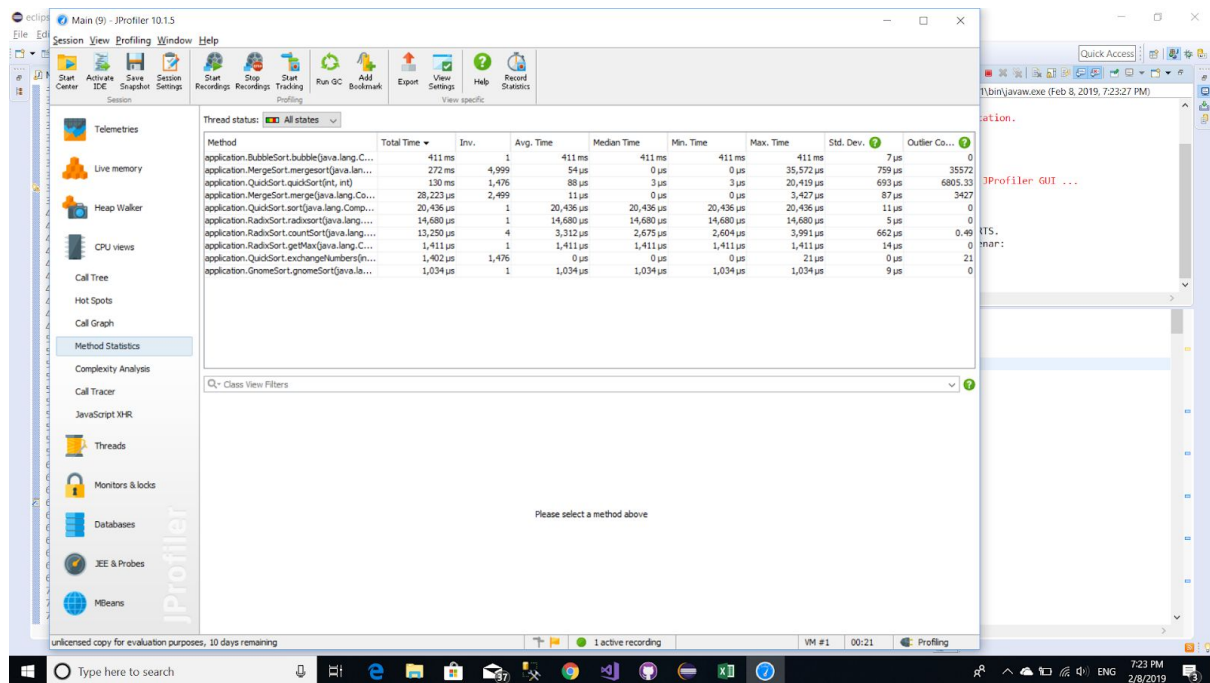 eclips
Main (9) - JProfiler 10.1.5
File Edi
Session View Profiling Window Help
Quick Access
Start Center
Activate IDE
Save Snapshot
Session Settings
Start Recordings
Stop Recordings
Start Tracking
Run GC
Add Bookmark
Export
View Settings
Help
Record Statistics
Session
Profiling
View specific
1\bin\javaw.exe (Feb 8, 2019, 7:23:27 PM)
Thread status: All states
Telemetries
Live memory
Heap Walker
CPU views
Call Tree
Hot Spots
Call Graph
Method Statistics
Complexity Analysis
Call Tracer
JavaScript XHR
Threads
Monitors & locks
Databases
JEE & Probes
MBeans
JProfiler
Method Total Time Inv. Avg. Time Median Time Min. Time Max. Time Std. Dev. Outlier Co...
application.BubbleSort.bubble(java.lang.C... 411 ms 1 411 ms 411 ms 411 ms 411 ms 7 µs 0
application.MergeSort.mergesort(java.lan... 272 ms 4,999 54 µs 0 µs 0 µs 35,572 µs 759 µs 35572
application.QuickSort.quickSort(int, int) 130 ms 1,476 88 µs 3 µs 3 µs 20,419 µs 693 µs 6805.33
application.MergeSort.merge(java.lang.Co... 28,223 µs 2,499 11 µs 0 µs 0 µs 3,427 µs 87 µs 3427
application.QuickSort.sort(java.lang.Comp... 20,436 µs 1 20,436 µs 20,436 µs 20,436 µs 20,436 µs 11 µs 0
application.RadixSort.radixsort(java.lang.... 14,680 µs 1 14,680 µs 14,680 µs 14,680 µs 14,680 µs 5 µs 0
application.RadixSort.countSort(java.lang... 13,250 µs 4 3,312 µs 2,675 µs 2,604 µs 3,991 µs 662 µs 0.49
application.RadixSort.getMax(java.lang.C... 1,411 µs 1 1,411 µs 1,411 µs 1,411 µs 1,411 µs 14 µs 0
application.QuickSort.exchangeNumbers(in... 1,402 µs 1,476 0 µs 0 µs 0 µs 21 µs 0 µs 21
application.GnomeSort.gnomeSort(java.la... 1,034 µs 1 1,034 µs 1,034 µs 1,034 µs 1,034 µs 9 µs 0
Class View Filters
Please select a method above
cation.
JProfiler GUI ...
RTS.
enar:
unlicensed copy for evaluation purposes, 10 days remaining
1 active recording
VM #1
00:21
Profiling
Type here to search
37
ENG
7:23 PM
2/8/2019
3